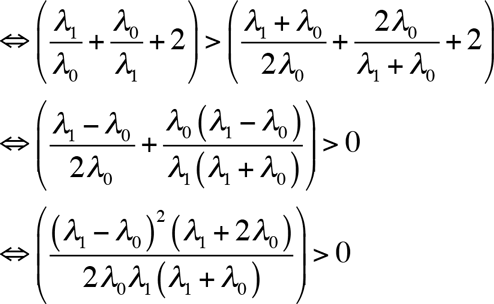 ⇔ (λ₁/λ₀ + λ₀/λ₁ + 2) > ((λ₁ + λ₀)/(2λ₀) + (2λ₀)/(λ₁ + λ₀) + 2)
⇔ ((λ₁ − λ₀)/(2λ₀) + (λ₀(λ₁ − λ₀))/(λ₁(λ₁ + λ₀))) > 0
⇔ (((λ₁ − λ₀)²(λ₁ + 2λ₀))/(2λ₀λ₁(λ₁ + λ₀))) > 0